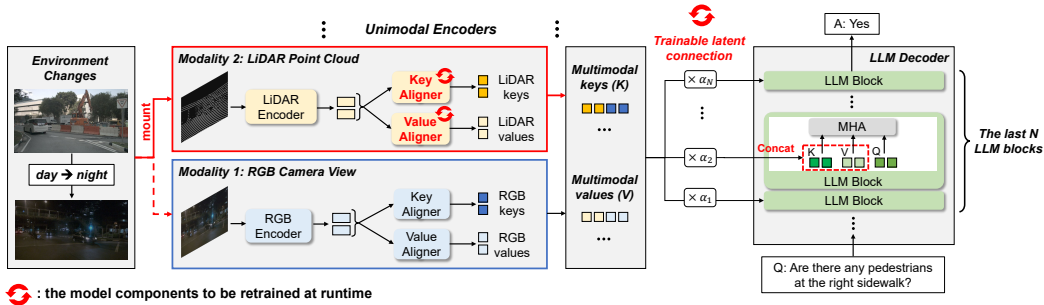 Environment
Changes
day → night
mount
Unimodal Encoders
Modality 2: LiDAR Point Cloud
LiDAR
Encoder
Key
Aligner
Value
Aligner
LiDAR
keys
LiDAR
values
Modality 1: RGB Camera View
RGB
Encoder
Key
Aligner
Value
Aligner
RGB
keys
RGB
values
Multimodal
keys (K)
...
Multimodal
values (V)
...
Trainable latent
connection
× α_N
× α_2
× α_1
A: Yes
LLM Decoder
LLM Block
MHA
Concat
K V Q
LLM Block
LLM Block
The last N
LLM blocks
Q: Are there any pedestrians
at the right sidewalk?
: the model components to be retrained at runtime